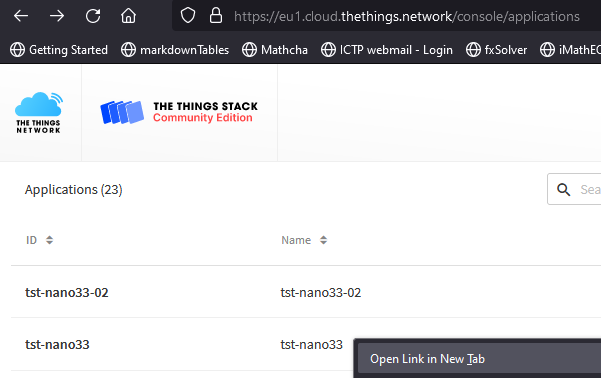 https://eu1.cloud.thethings.network/console/applications
Getting Started markdownTables Mathcha ICTP webmail - Login fxSolver
THE THINGS NETWORK
THE THINGS STACK
Community Edition
Applications (23)
ID Name
tst-nano33-02 tst-nano33-02
tst-nano33 tst-nano33
Open Link in New Tab